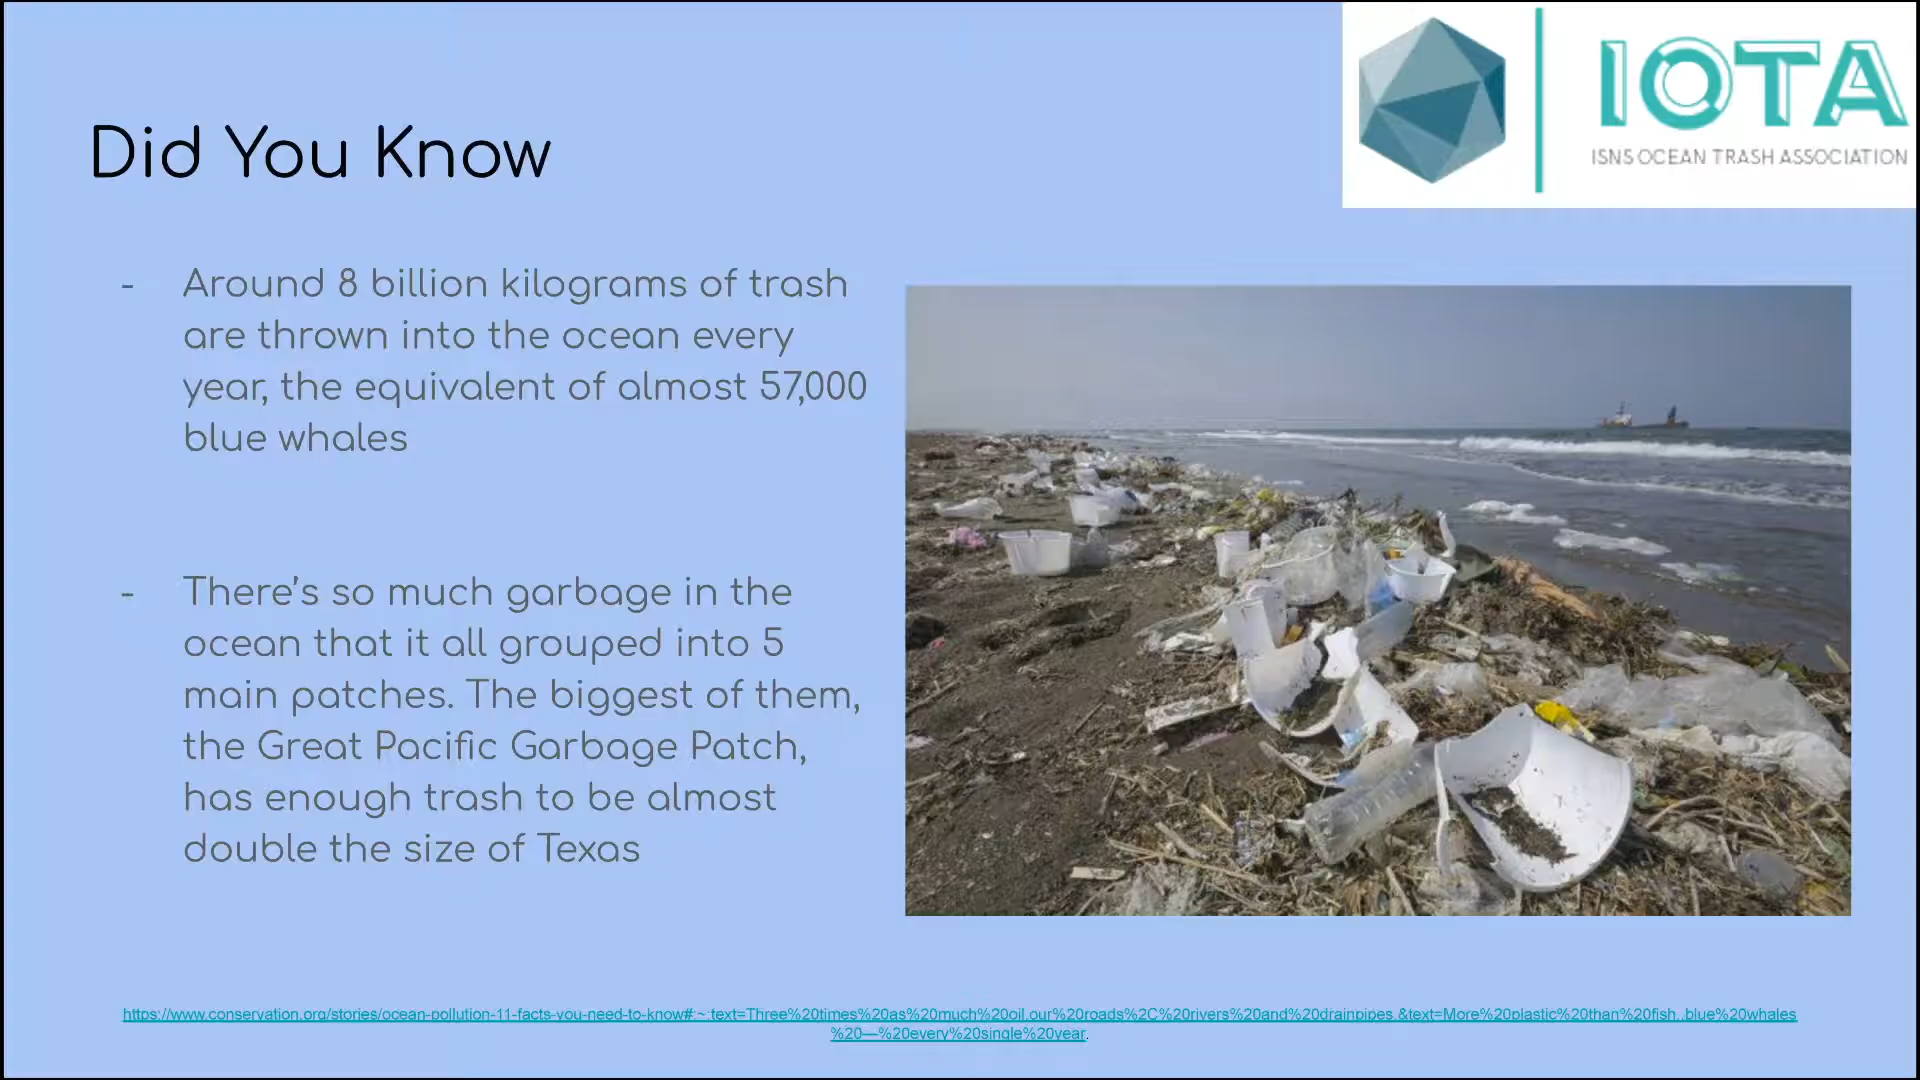 IOTA
ISNS OCEAN TRASH ASSOCIATION
Did You Know
- Around 8 billion kilograms of trash
are thrown into the ocean every
year, the equivalent of almost 57,000
blue whales
- There's so much garbage in the
ocean that it all grouped into 5
main patches. The biggest of them,
the Great Pacific Garbage Patch,
has enough trash to be almost
double the size of Texas
https://www.conservation.org/stories/ocean-pollution-11-facts-you-need-to-know#:~:text=Three%20times%20as%20much%20oil,our%20roads%2C%20rivers%20and%20drainpipes.&text=More%20plastic%20than%20fish,,blue%20whales
%20—%20every%20single%20year.